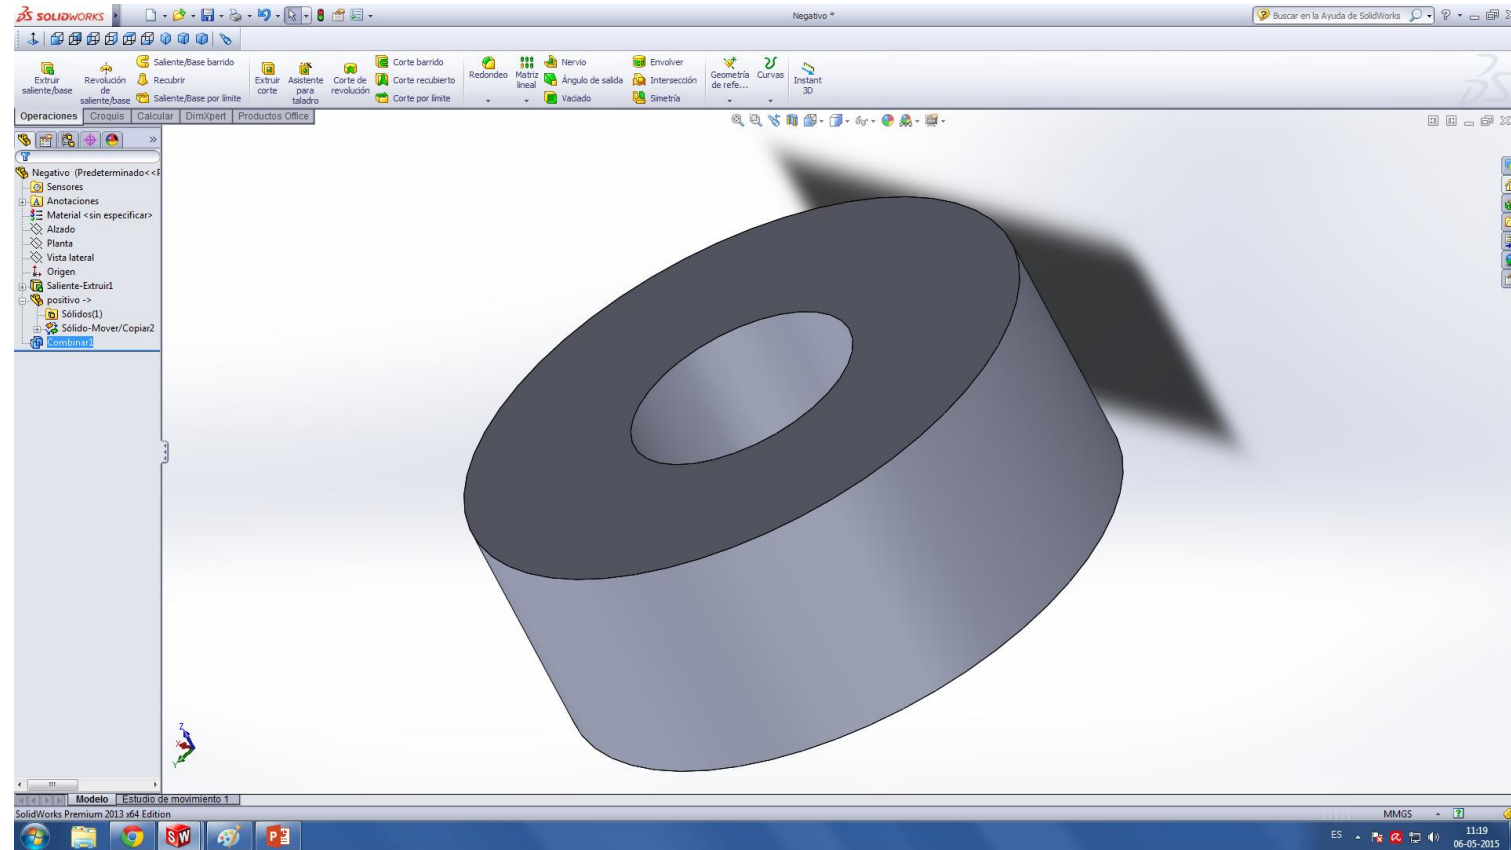 SOLIDWORKS
Negativo *
Buscar en la Ayuda de SolidWorks
Extruir saliente/base
Revolución de saliente/base
Saliente/Base barrido
Recubrir
Saliente/Base por límite
Extruir corte
Asistente para taladro
Corte de revolución
Corte barrido
Corte recubierto
Corte por límite
Redondeo
Matriz lineal
Nervio
Ángulo de salida
Vaciado
Envolver
Intersección
Simetría
Geometría de refe...
Curvas
Instant 3D
Operaciones Croquis Calcular DimXpert Productos Office
Negativo (Predeterminado<<P
Sensores
Anotaciones
Material <sin especificar>
Alzado
Planta
Vista lateral
Origen
Saliente-Extruir1
positivo ->
Sólidos(1)
Sólido-Mover/Copiar2
Combinar1
Z
X
Y
Modelo Estudio de movimiento 1
SolidWorks Premium 2013 x64 Edition
MMGS
ES
11:19
06-05-2015